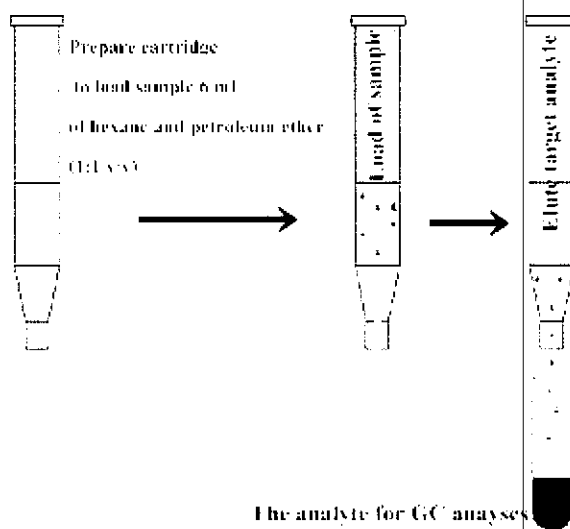 Prepare cartridge
to load sample 6 ml
of hexane and petroleum ether
(1:1 v/v)
Load of sample
Elute target analyte
The analyte for GC anayses